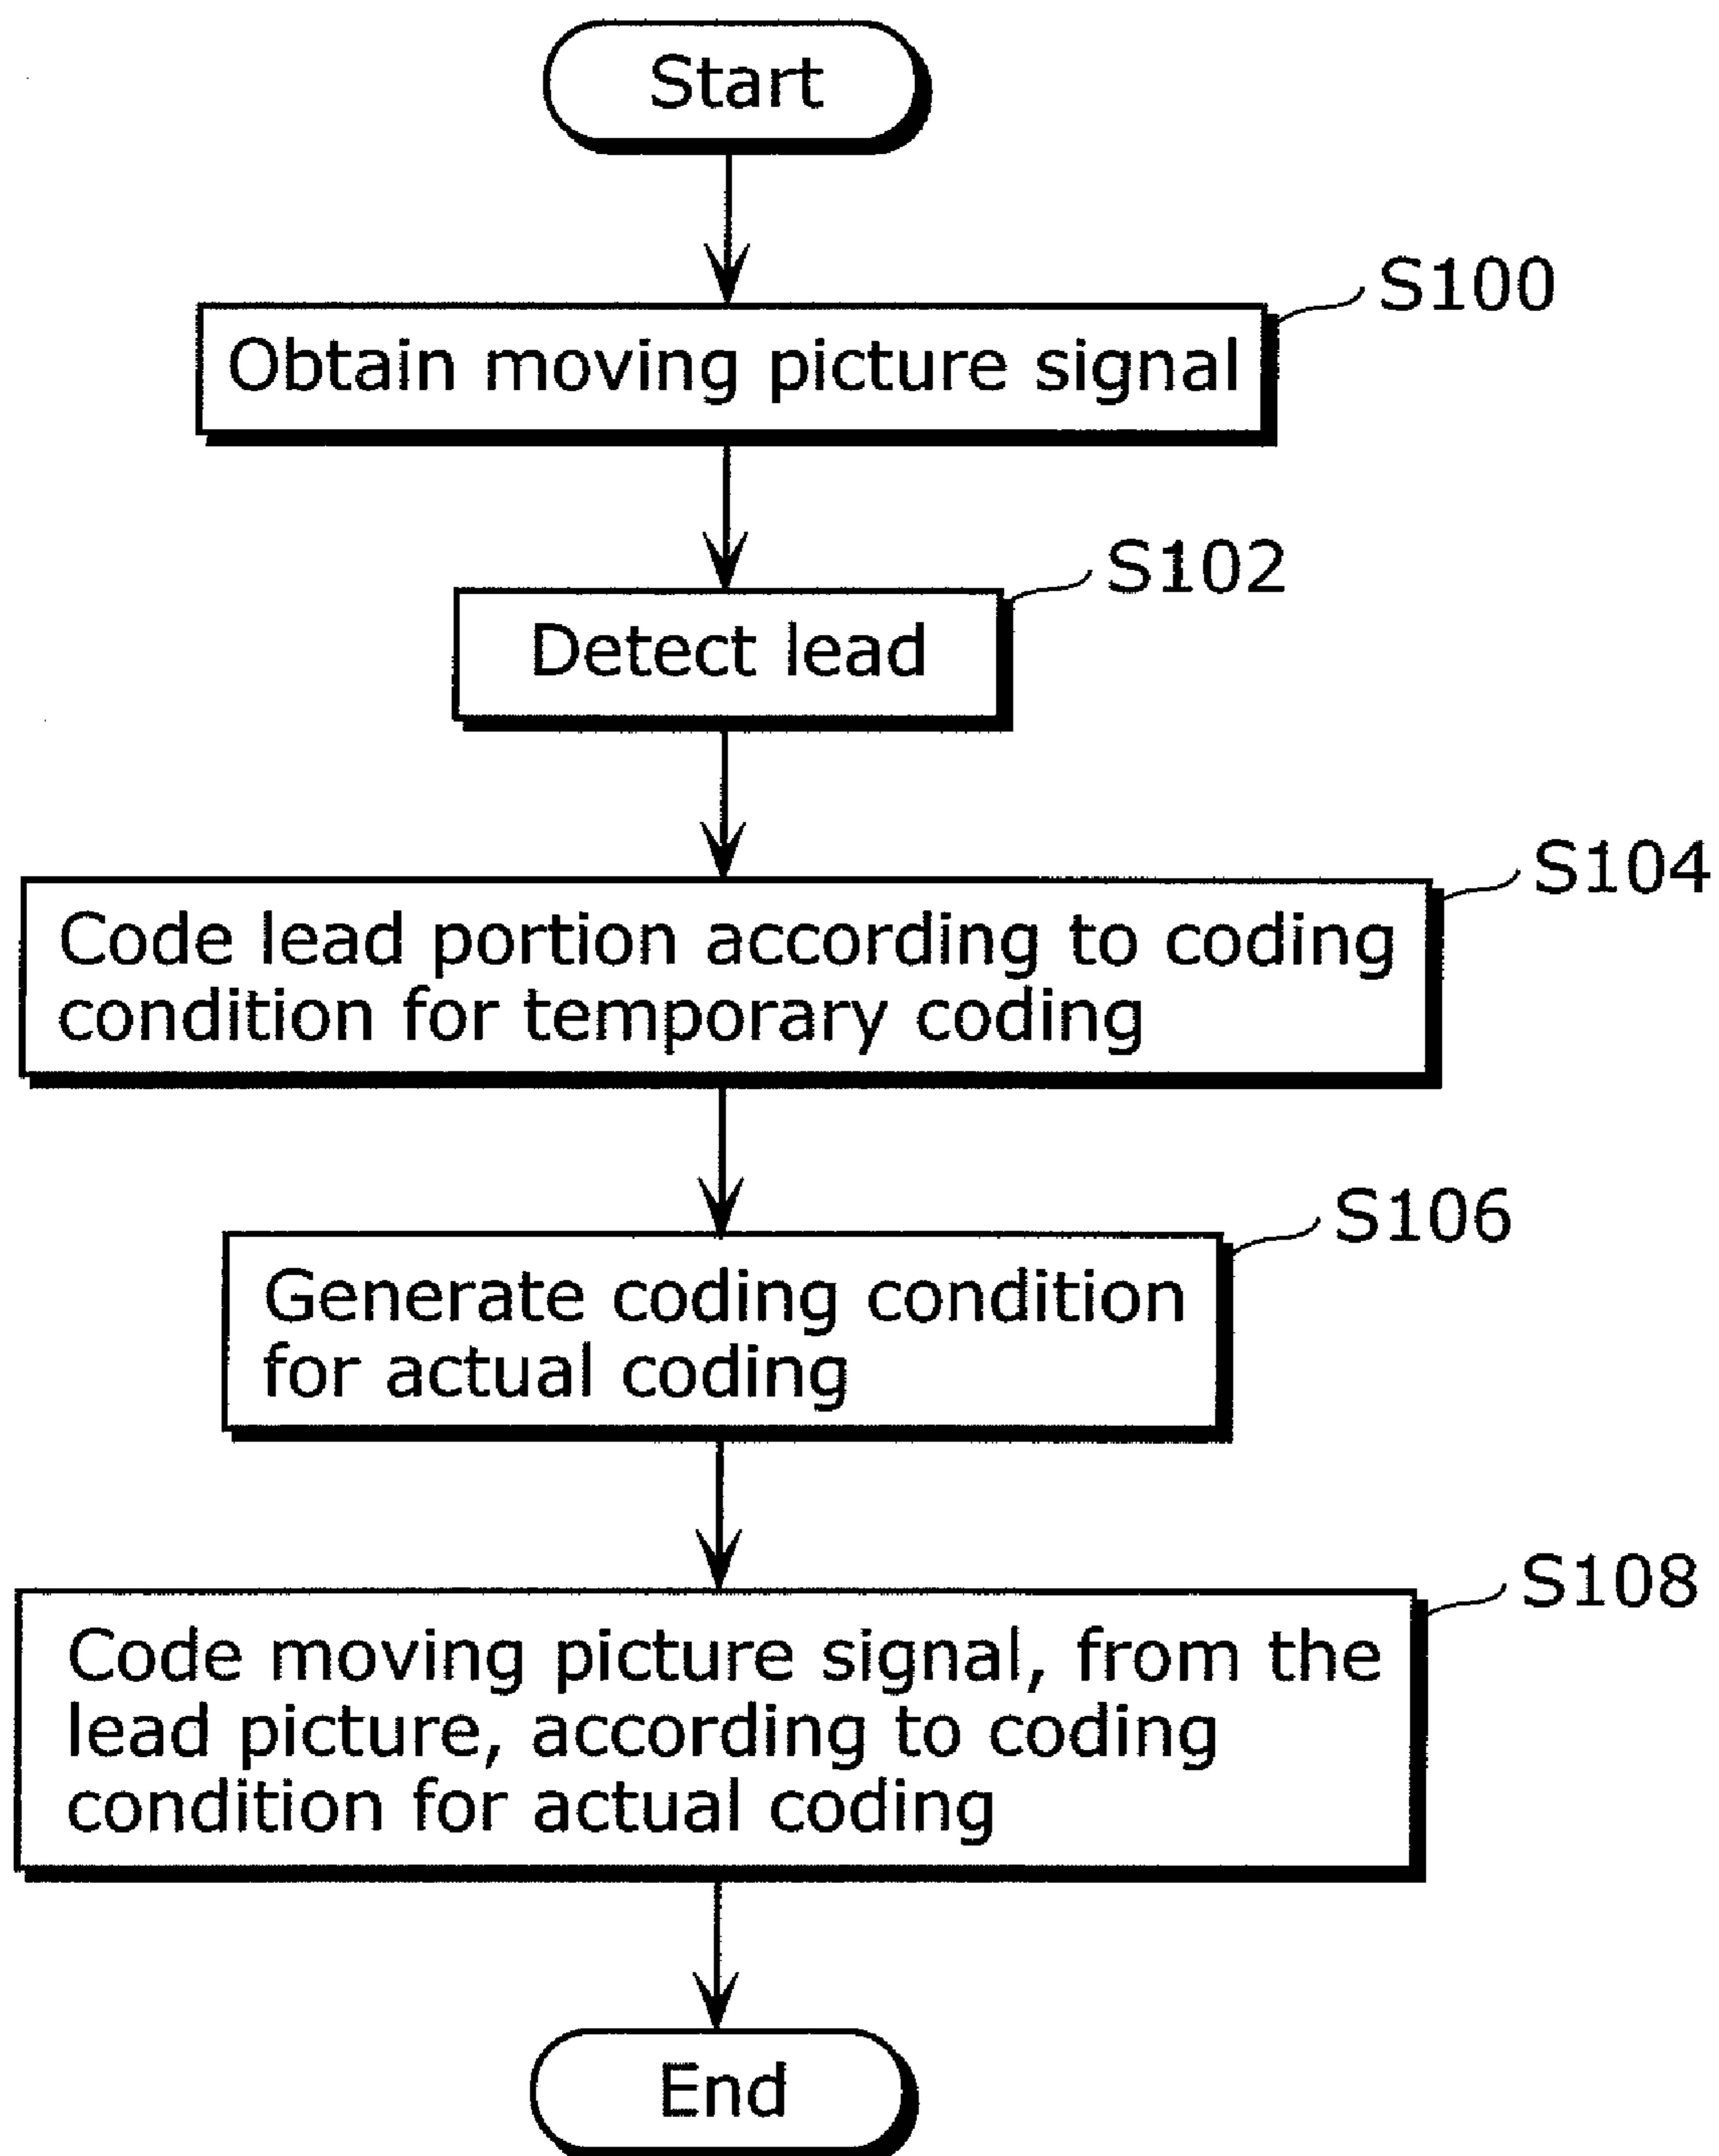 Start
S100
Obtain moving picture signal
S102
Detect lead
S104
Code lead portion according to coding
condition for temporary coding
S106
Generate coding condition
for actual coding
S108
Code moving picture signal, from the
lead picture, according to coding
condition for actual coding
End